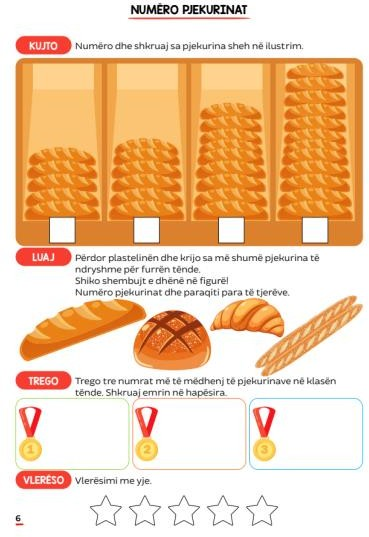 NUMËRO PJEKURINAT
KUJTO
Numëro dhe shkruaj sa pjekurina sheh në ilustrim.
LUAJ
Përdor plastelinën dhe krijo sa më shumë pjekurina të
ndryshme për furrën tënde.
Shiko shembujt e dhënë në figurë!
Numëro pjekurinat dhe paraqiti para të tjerëve.
TREGO
Trego tre numrat më të mëdhenj të pjekurinave në klasën
tënde. Shkruaj emrin në hapësira.
1
2
3
VLERËSO
Vlerësimi me yje.
6